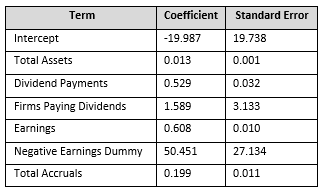 Term Coefficient Standard Error
Intercept -19.987 19.738
Total Assets 0.013 0.001
Dividend Payments 0.529 0.032
Firms Paying Dividends 1.589 3.133
Earnings 0.608 0.010
Negative Earnings Dummy 50.451 27.134
Total Accruals 0.199 0.011